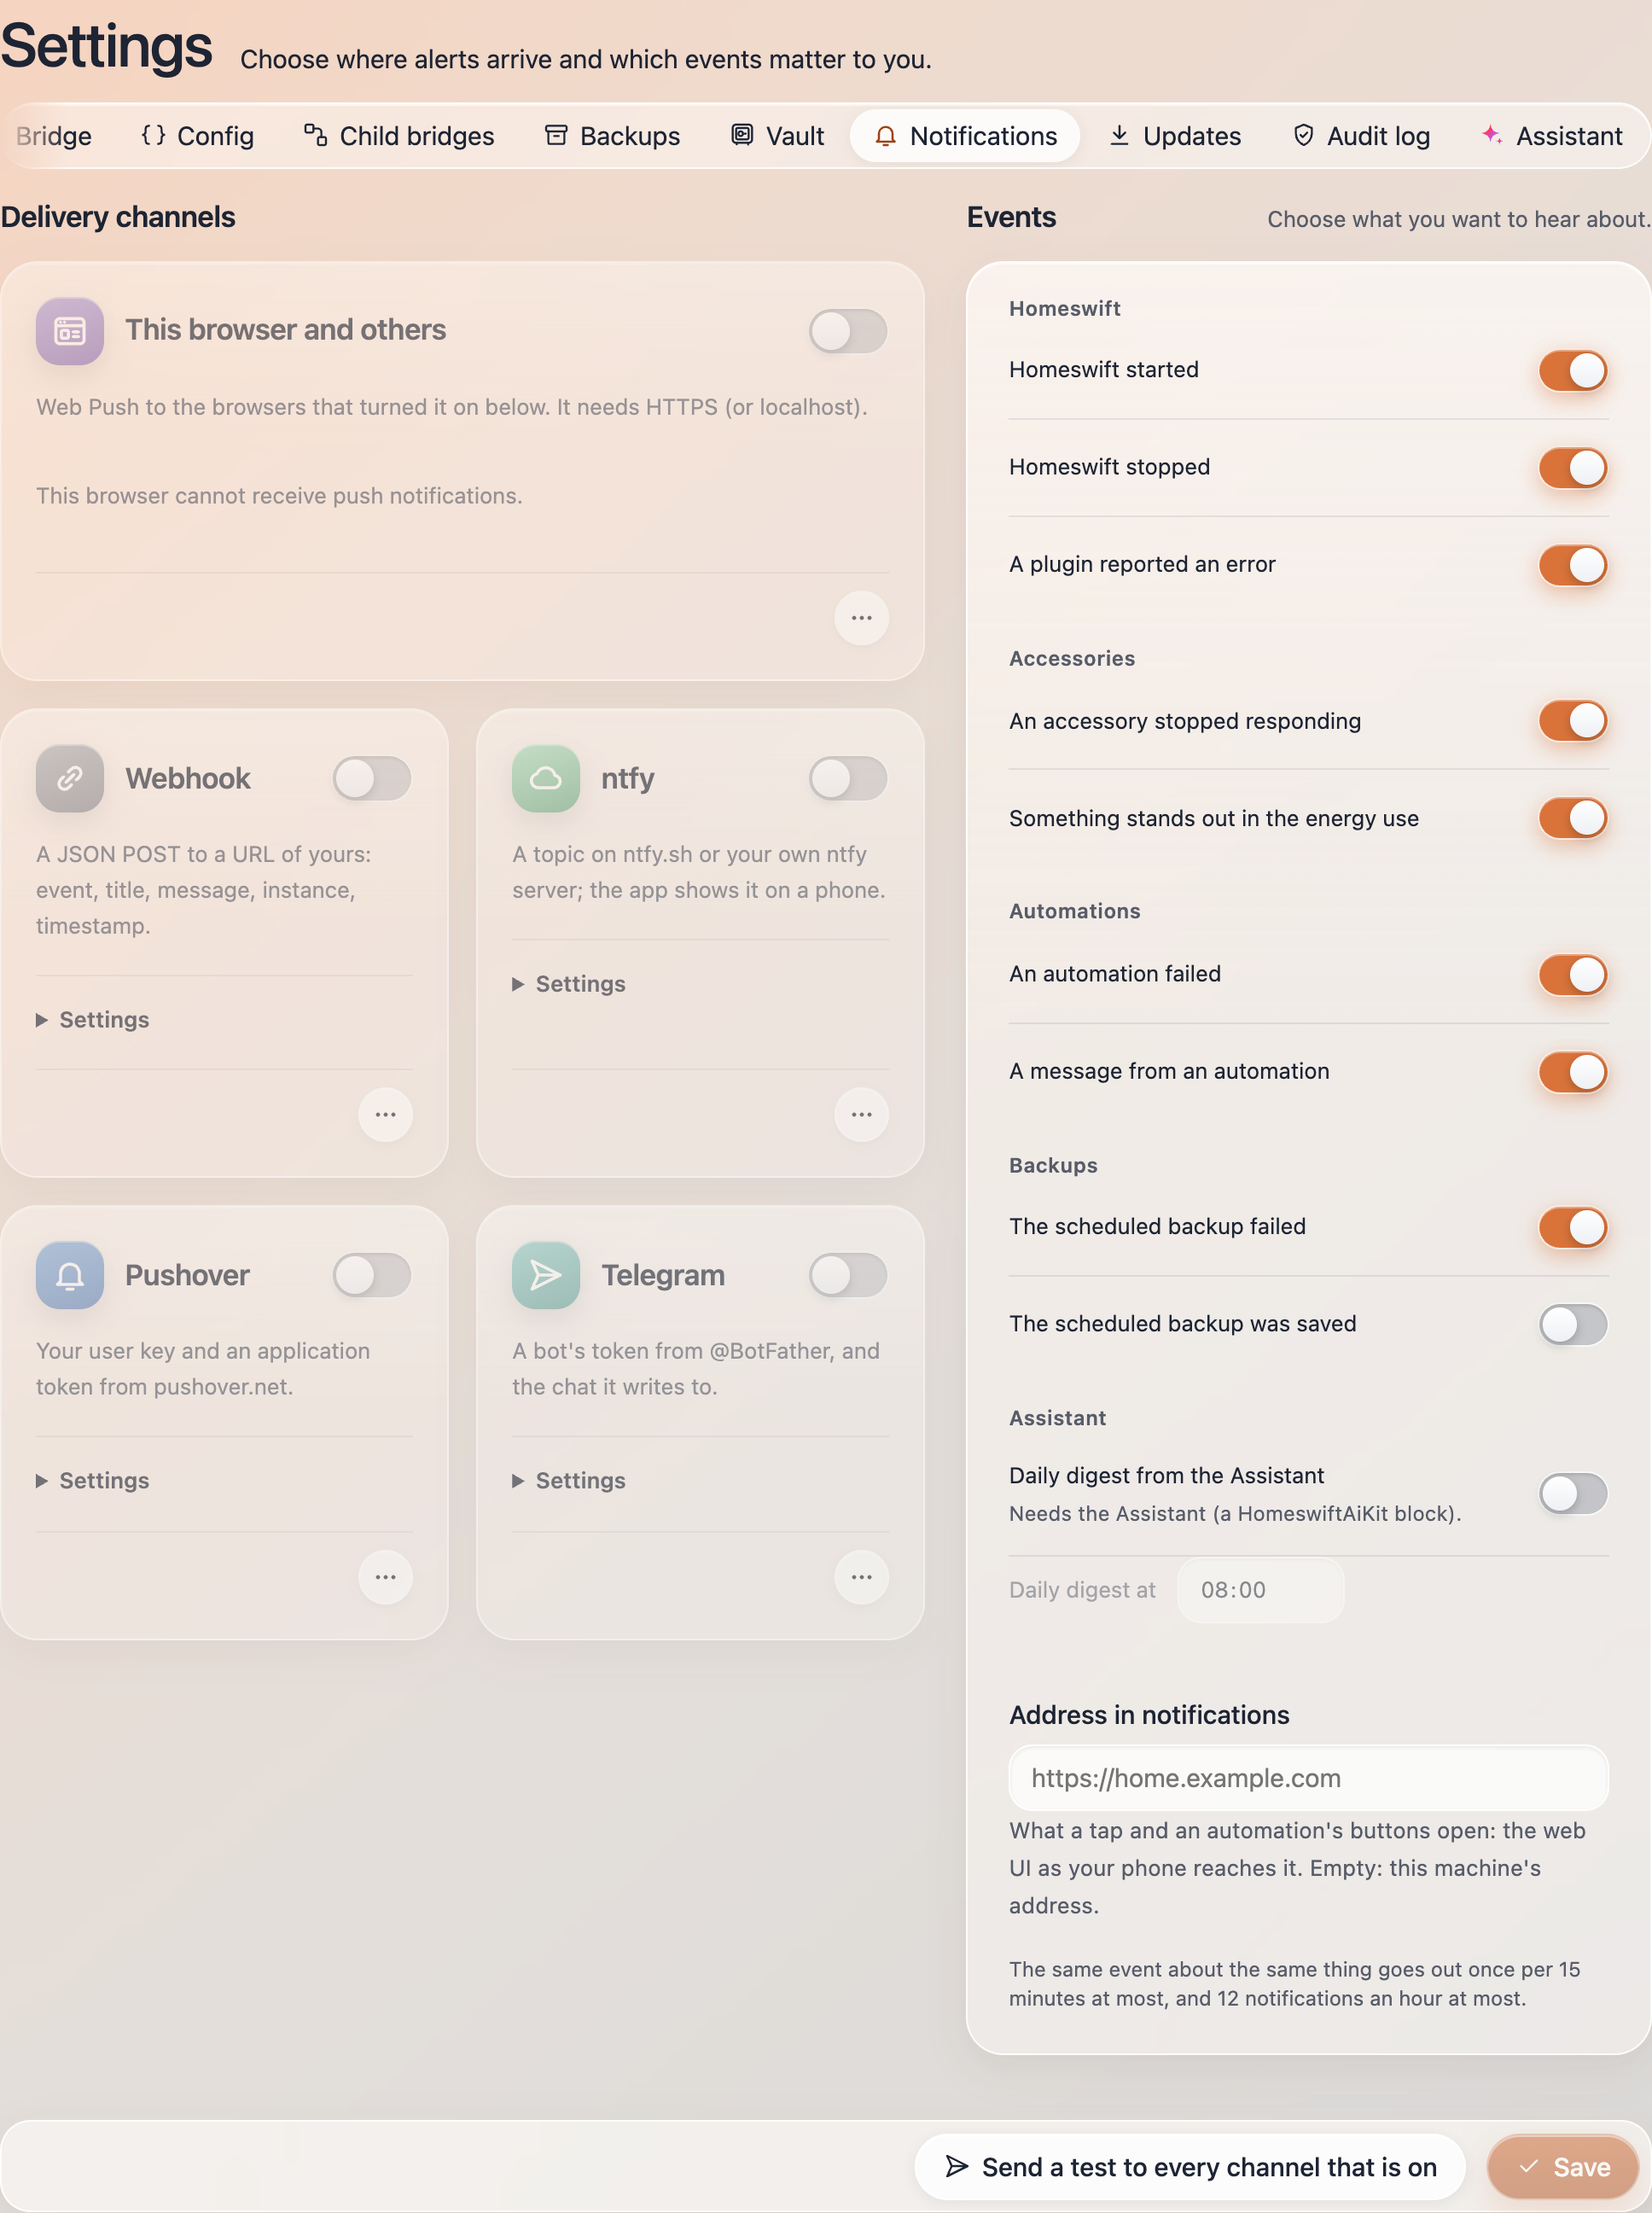 Settings
Choose where alerts arrive and which events matter to you.
Bridge
{} Config
Child bridges
Backups
Vault
Notifications
Updates
Audit log
Assistant
Delivery channels
This browser and others
Web Push to the browsers that turned it on below. It needs HTTPS (or localhost).
This browser cannot receive push notifications.
Webhook
A JSON POST to a URL of yours:
event, title, message, instance,
timestamp.
Settings
ntfy
A topic on ntfy.sh or your own ntfy
server; the app shows it on a phone.
Settings
Pushover
Your user key and an application
token from pushover.net.
Settings
Telegram
A bot's token from @BotFather, and
the chat it writes to.
Settings
Events
Choose what you want to hear about.
Homeswift
Homeswift started
Homeswift stopped
A plugin reported an error
Accessories
An accessory stopped responding
Something stands out in the energy use
Automations
An automation failed
A message from an automation
Backups
The scheduled backup failed
The scheduled backup was saved
Assistant
Daily digest from the Assistant
Needs the Assistant (a HomeswiftAiKit block).
Daily digest at 08:00
Address in notifications
https://home.example.com
What a tap and an automation's buttons open: the web
UI as your phone reaches it. Empty: this machine's
address.
The same event about the same thing goes out once per 15
minutes at most, and 12 notifications an hour at most.
Send a test to every channel that is on
Save